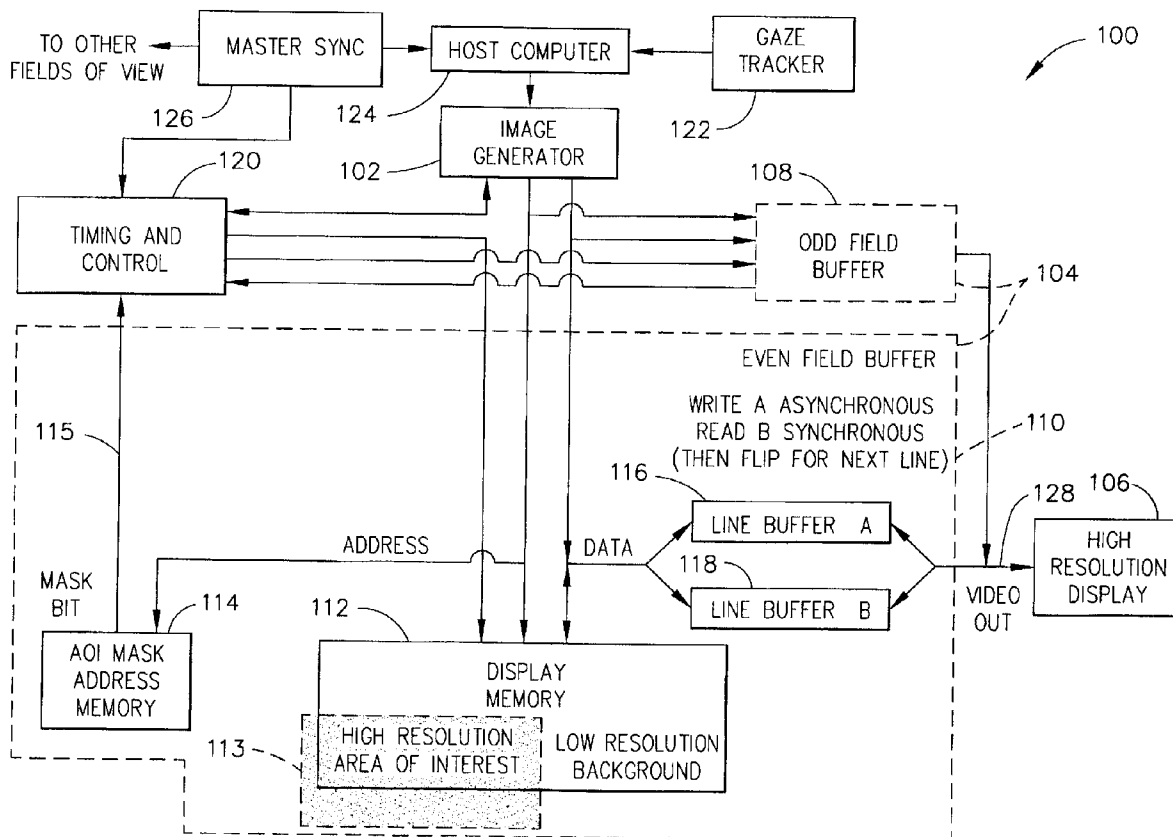 TO OTHER
FIELDS OF VIEW
MASTER SYNC
126
HOST COMPUTER
124
GAZE
TRACKER
122
100
IMAGE
GENERATOR
102
120
TIMING AND
CONTROL
108
ODD FIELD
BUFFER
104
EVEN FIELD BUFFER
WRITE A ASYNCHRONOUS
READ B SYNCHRONOUS
(THEN FLIP FOR NEXT LINE)
110
115
116
LINE BUFFER A
118
LINE BUFFER B
128
106
HIGH
RESOLUTION
DISPLAY
VIDEO
OUT
ADDRESS
DATA
MASK
BIT
114
AOI MASK
ADDRESS
MEMORY
112
DISPLAY
MEMORY
113
HIGH RESOLUTION
AREA OF INTEREST
LOW RESOLUTION
BACKGROUND